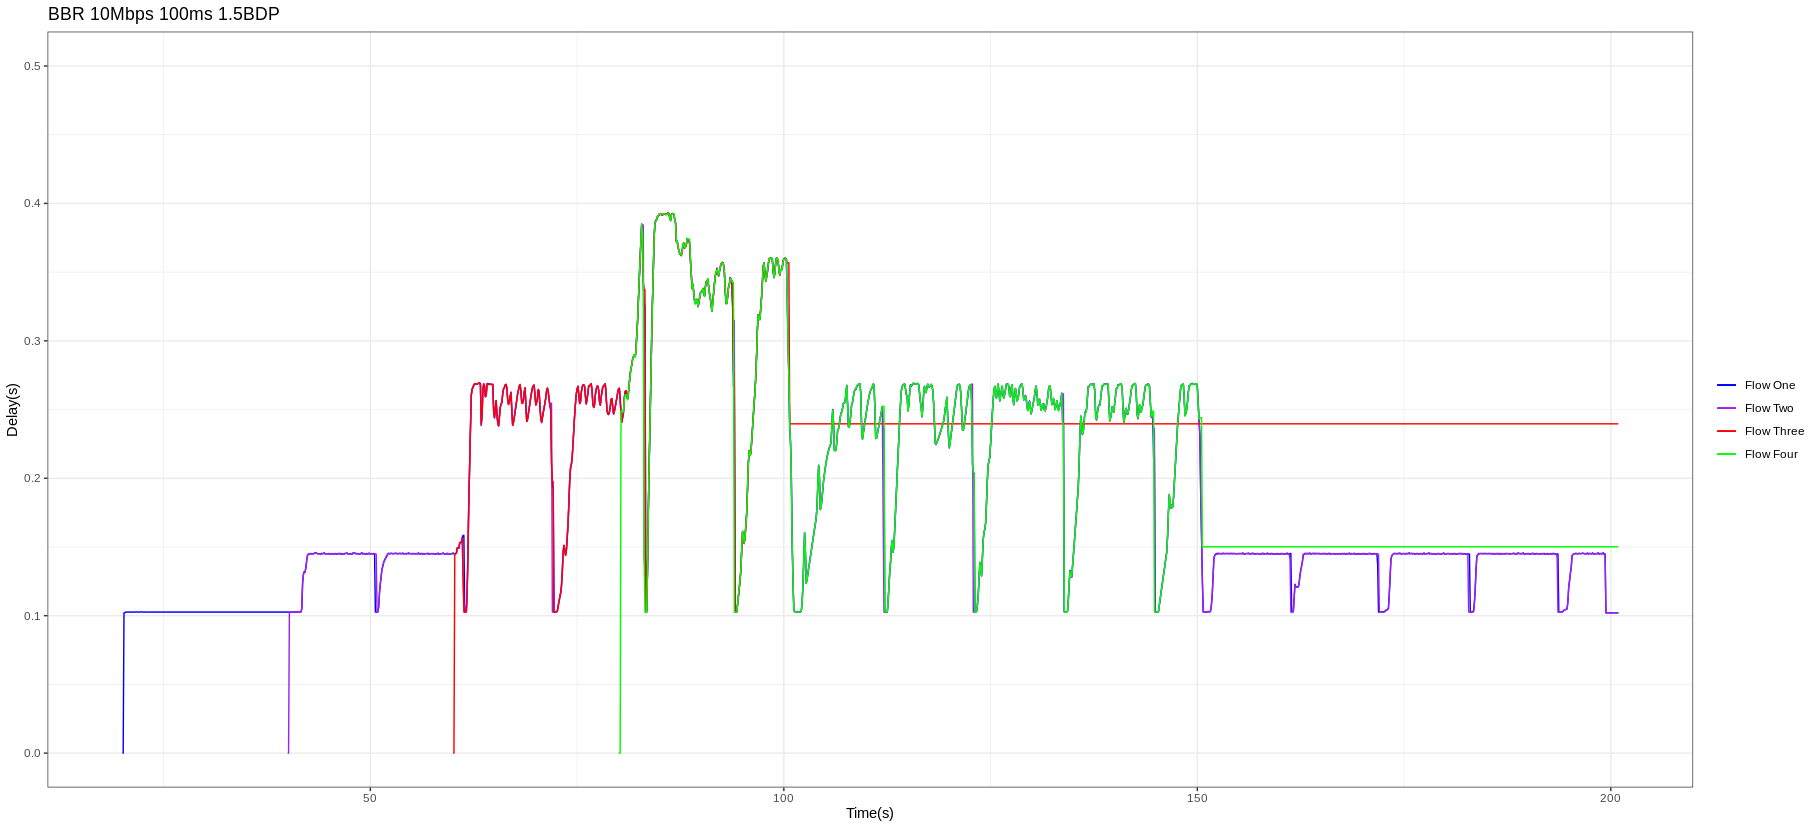 BBR 10Mbps 100ms 1.5BDP
0.5
0.4
0.3
0.2
0.1
0.0
Delay(s)
50
100
150
200
Time(s)
Flow One
Flow Two
Flow Three
Flow Four